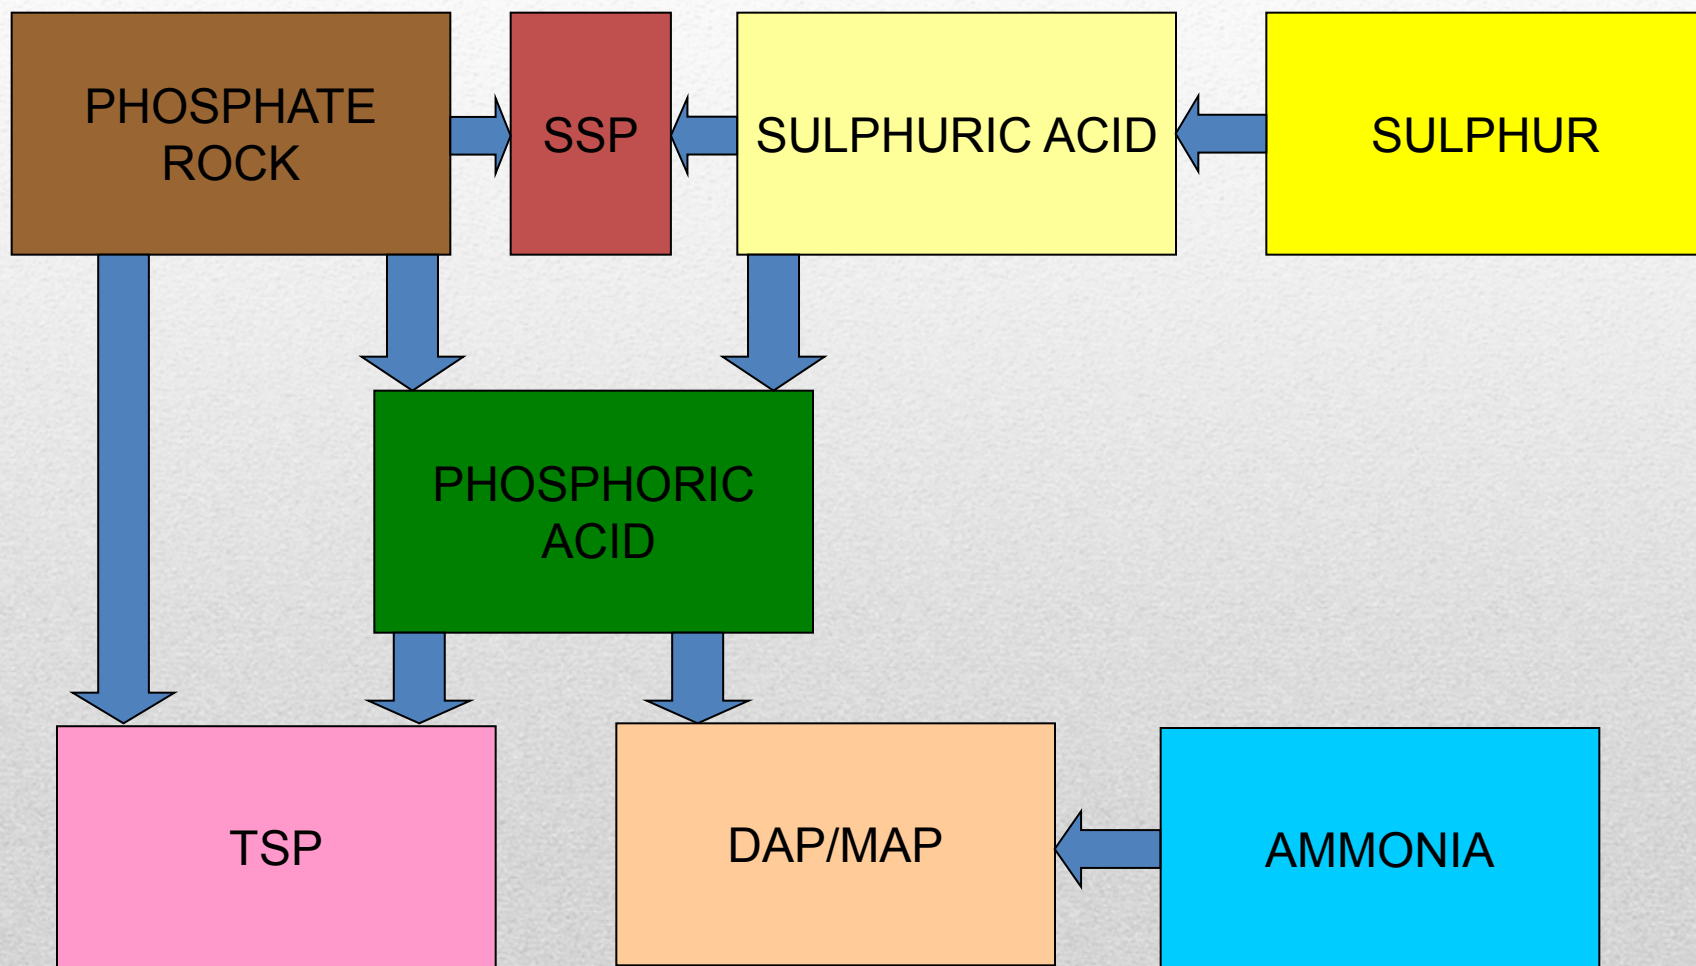 PHOSPHATE
ROCK
SSP
SULPHURIC ACID
SULPHUR
PHOSPHORIC
ACID
TSP
DAP/MAP
AMMONIA